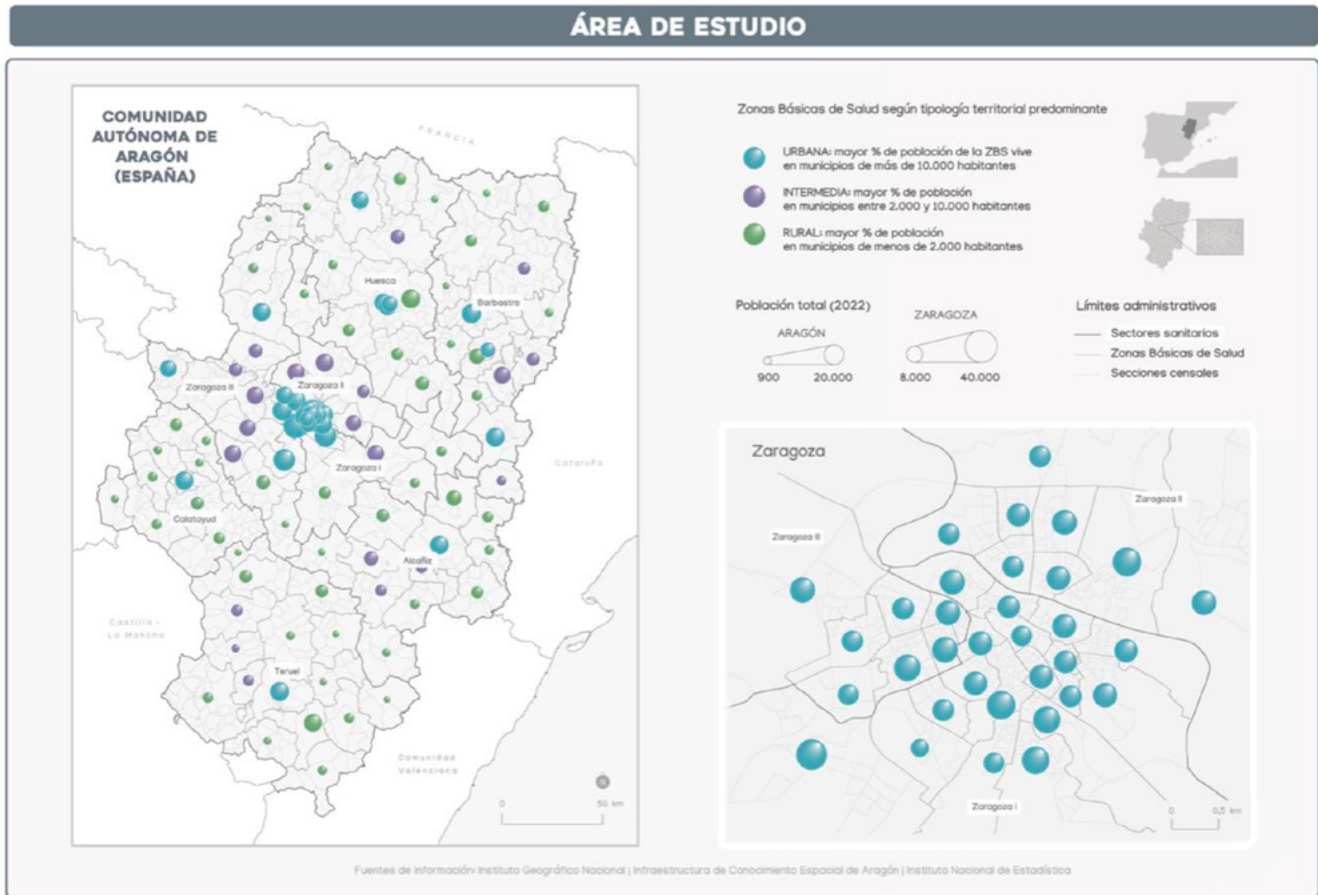 ÁREA DE ESTUDIO
COMUNIDAD
AUTÓNOMA DE
ARAGÓN
(ESPAÑA)
FRANCIA
Huesca
Barbastro
Zaragoza III
Zaragoza II
Zaragoza I
Cataluña
Calatayud
Alcañiz
Castilla -
La Mancha
Teruel
Comunidad
Valenciana
N
0
50 km
Zonas Básicas de Salud según tipología territorial predominante
URBANA: mayor % de población de la ZBS vive
en municipios de más de 10.000 habitantes
INTERMEDIA: mayor % de población
en municipios entre 2.000 y 10.000 habitantes
RURAL: mayor % de población
en municipios de menos de 2.000 habitantes
Población total (2022)
ARAGÓN
900
20.000
ZARAGOZA
8.000
40.000
Límites administrativos
Sectores sanitarios
Zonas Básicas de Salud
Secciones censales
Zaragoza
Zaragoza II
Zaragoza III
Zaragoza I
0
0,5 km
Fuentes de información: Instituto Geográfico Nacional | Infraestructura de Conocimiento Espacial de Aragón | Instituto Nacional de Estadística